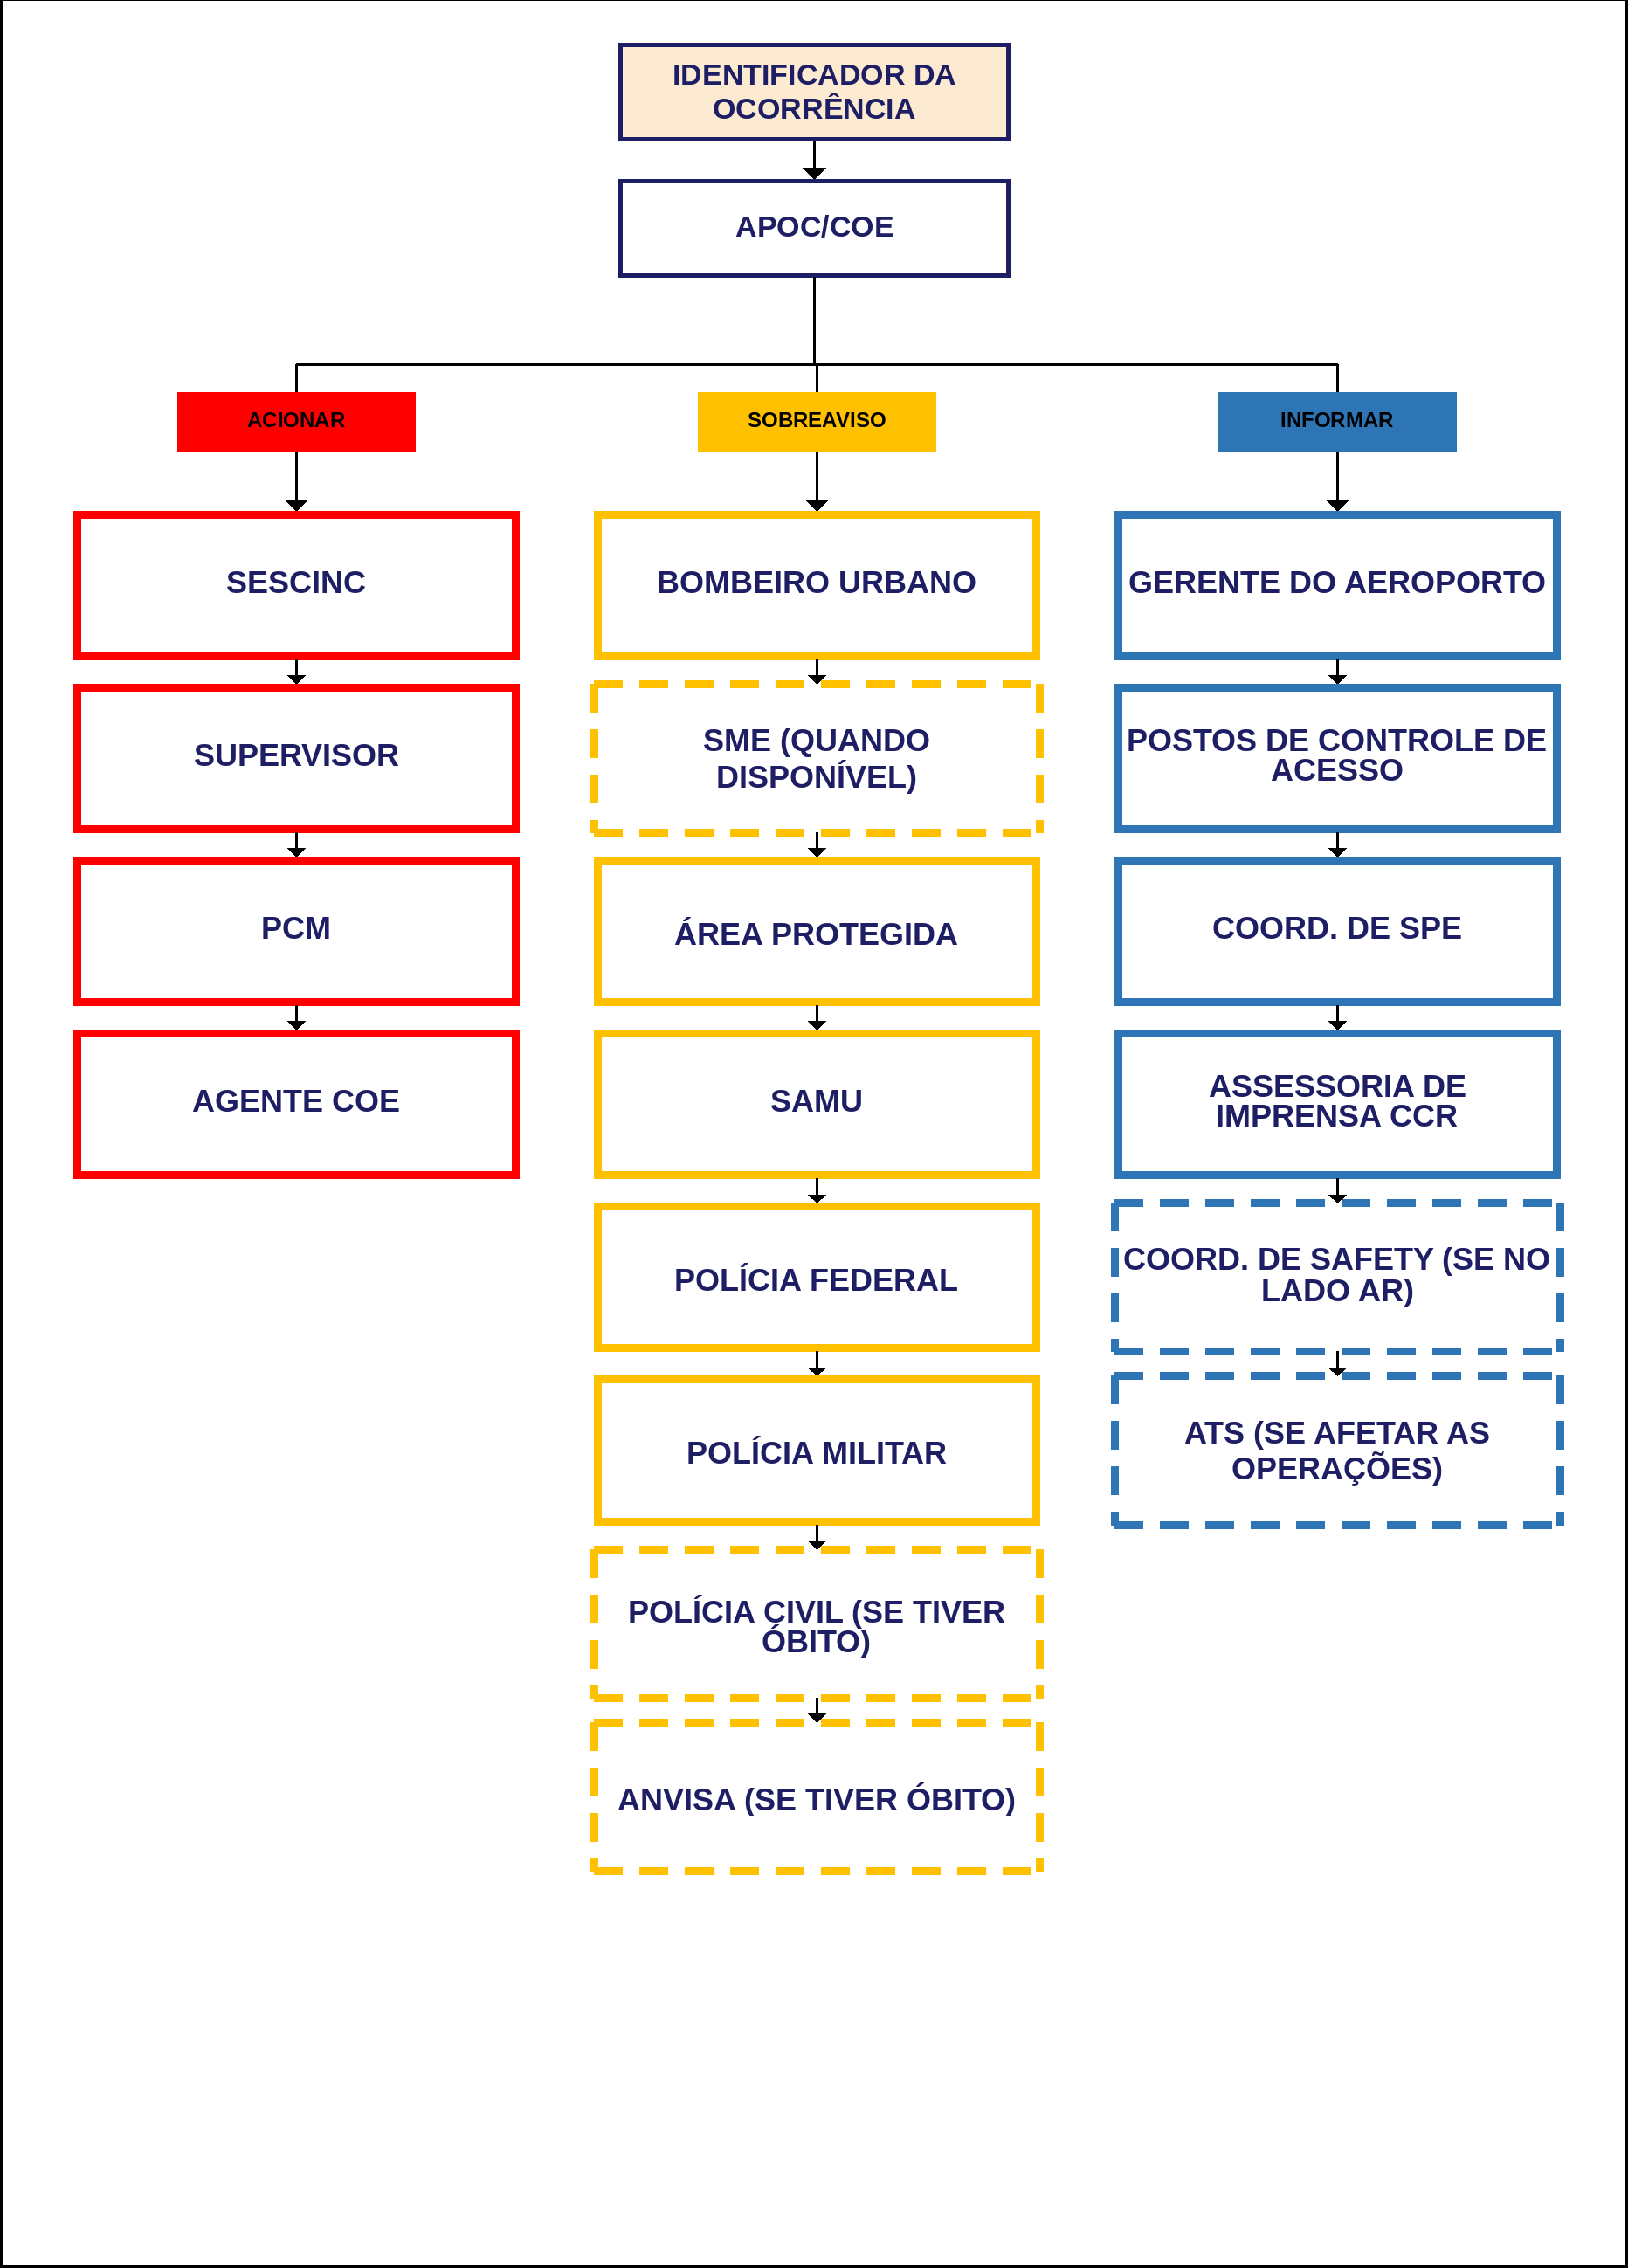 IDENTIFICADOR DA
OCORRÊNCIA
APOC/COE
ACIONAR
SOBREAVISO
INFORMAR
SESCINC
SUPERVISOR
PCM
AGENTE COE
BOMBEIRO URBANO
SME (QUANDO
DISPONÍVEL)
ÁREA PROTEGIDA
SAMU
POLÍCIA FEDERAL
POLÍCIA MILITAR
POLÍCIA CIVIL (SE TIVER
ÓBITO)
ANVISA (SE TIVER ÓBITO)
GERENTE DO AEROPORTO
POSTOS DE CONTROLE DE
ACESSO
COORD. DE SPE
ASSESSORIA DE
IMPRENSA CCR
COORD. DE SAFETY (SE NO
LADO AR)
ATS (SE AFETAR AS
OPERAÇÕES)